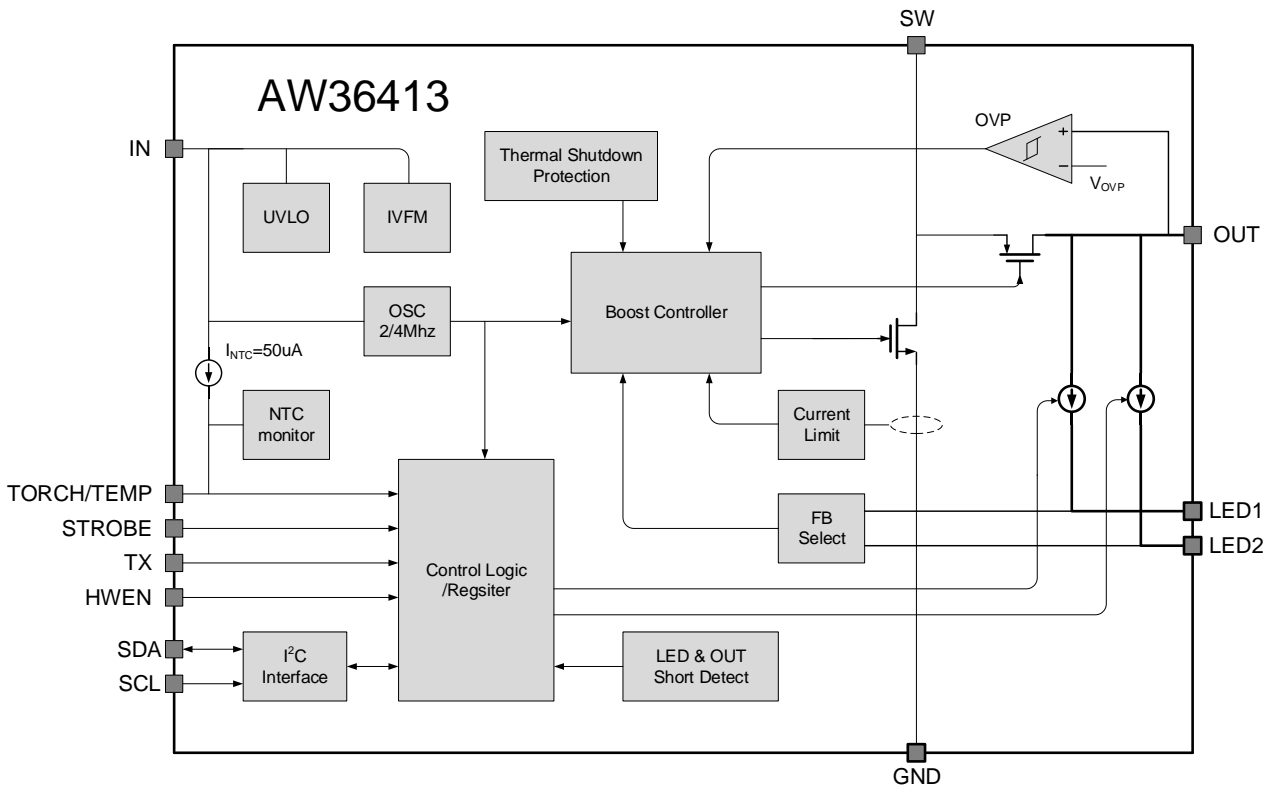 SW
AW36413
OVP
+
IN
Thermal Shutdown
Protection
−
V_OVP
UVLO
IVFM
OUT
OSC
2/4Mhz
Boost Controller
I_NTC=50uA
NTC
monitor
Current
Limit
TORCH/TEMP
STROBE
TX
HWEN
SDA
SCL
Control Logic
/Regsiter
FB
Select
LED1
LED2
I²C
Interface
LED & OUT
Short Detect
GND